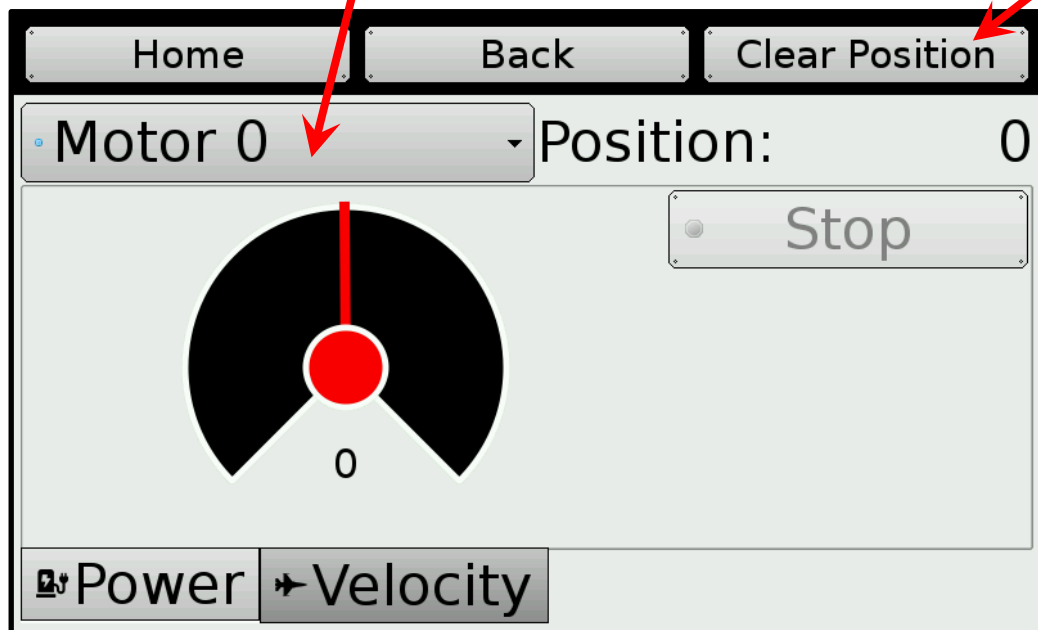 Home Back Clear Position
Motor 0 Position: 0
Stop
0
Power Velocity